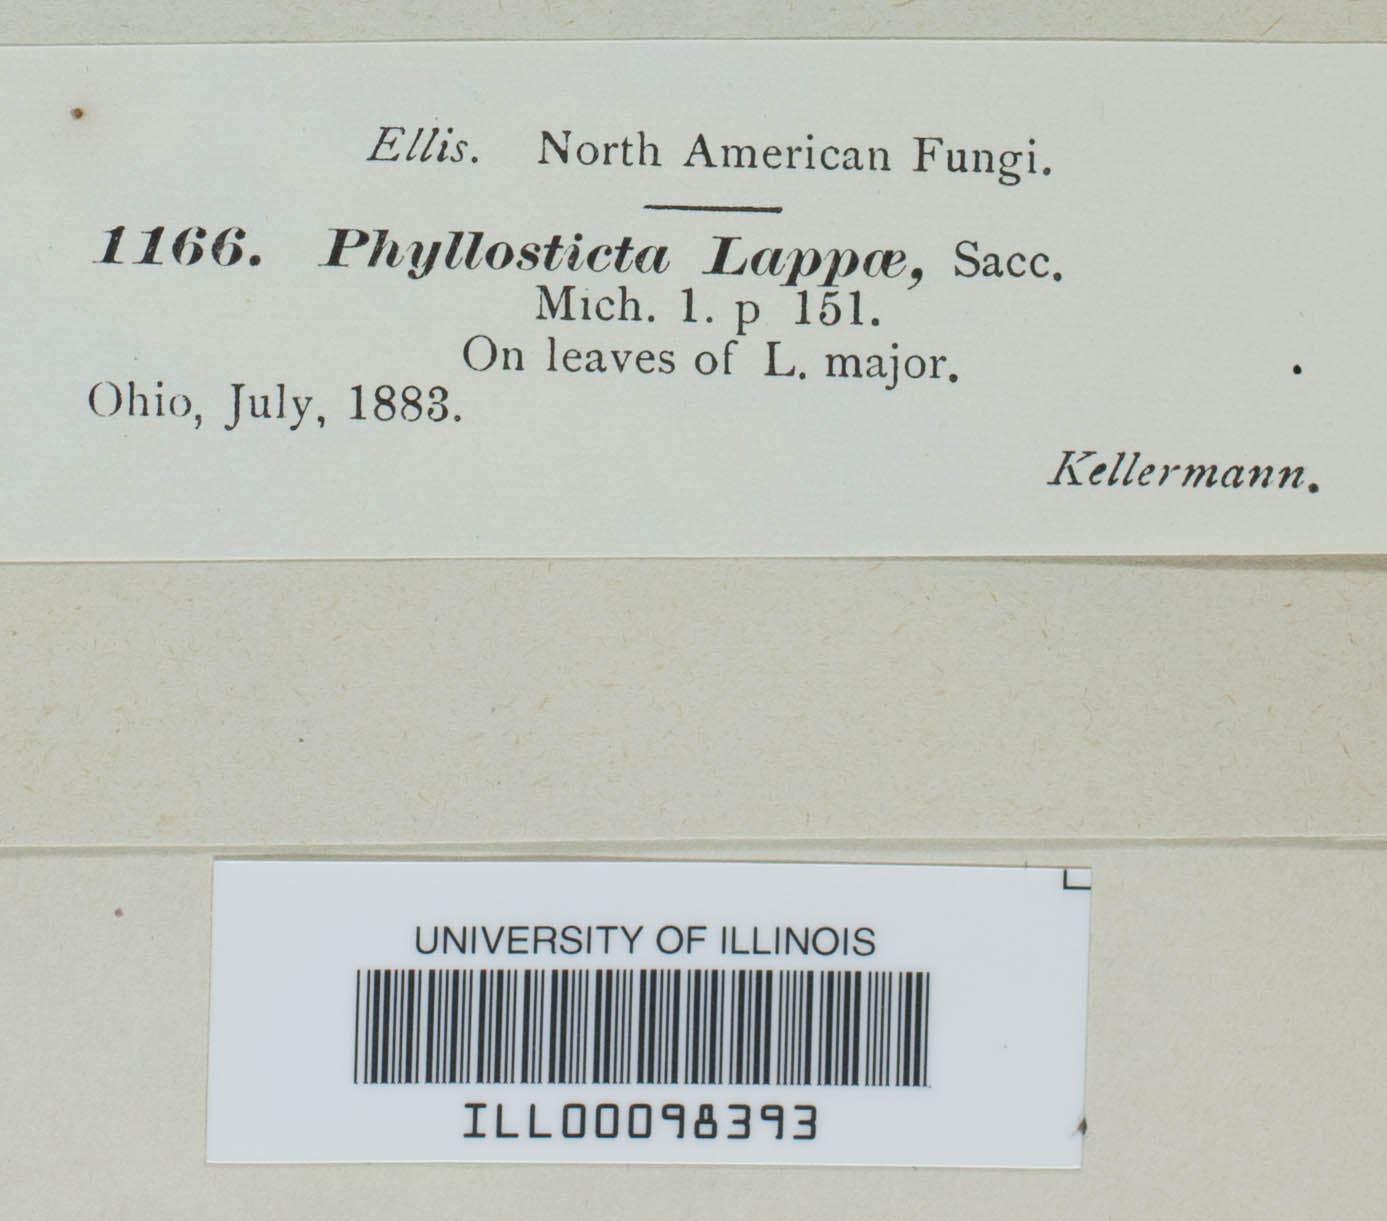 Ellis. North American Fungi.
1166. Phyllosticta Lappæ, Sacc.
Mich. 1. p 151.
On leaves of L. major.
Ohio, July, 1883.
Kellermann.
UNIVERSITY OF ILLINOIS
ILL00098393